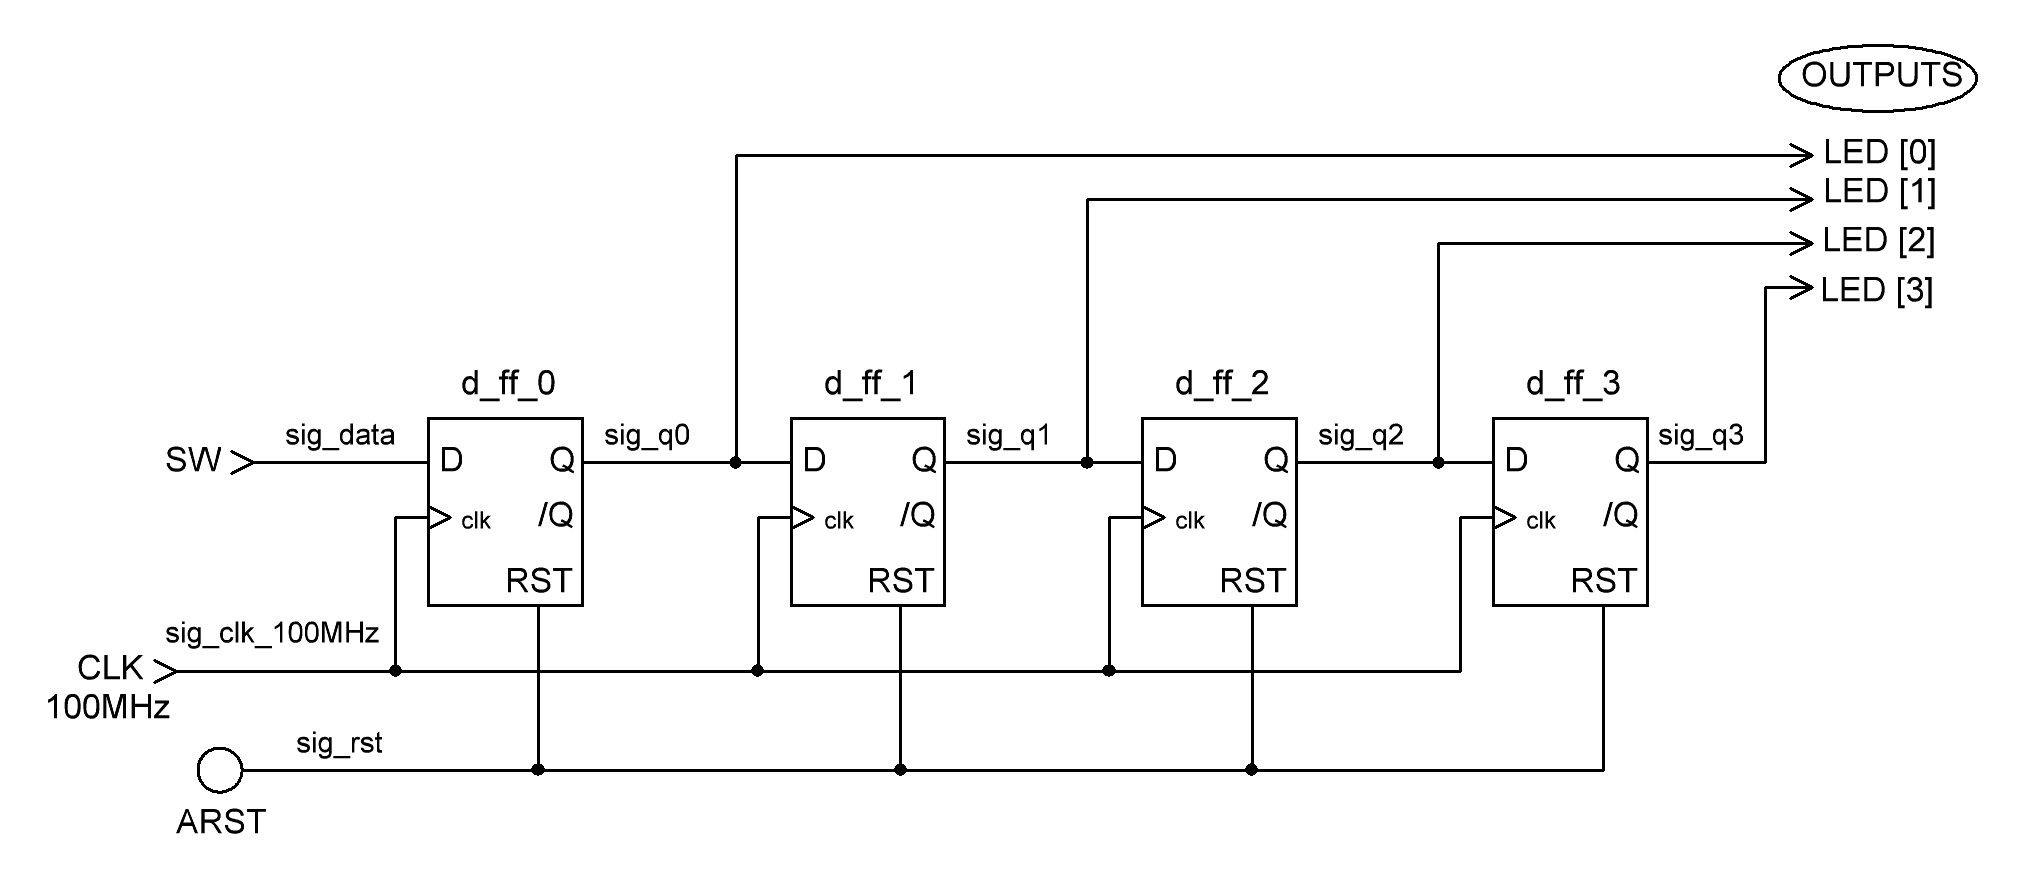 OUTPUTS
LED [0]
LED [1]
LED [2]
LED [3]
d_ff_0
d_ff_1
d_ff_2
d_ff_3
SW
sig_data
sig_q0
sig_q1
sig_q2
sig_q3
D
Q
D
Q
D
Q
D
Q
clk
/Q
clk
/Q
clk
/Q
clk
/Q
RST
RST
RST
RST
sig_clk_100MHz
CLK
100MHz
sig_rst
ARST